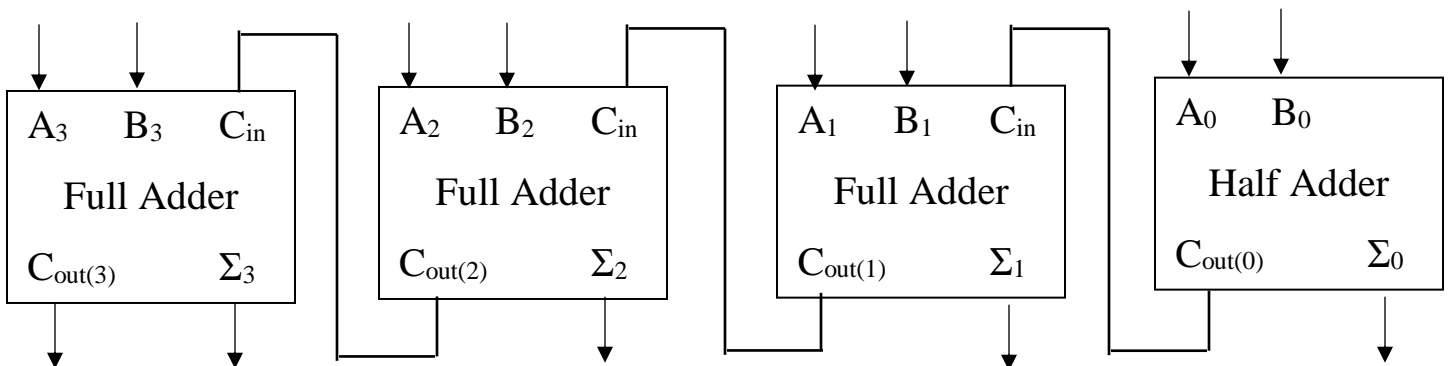 A₃ B₃ Cin
Full Adder
Cout(3) Σ₃
A₂ B₂ Cin
Full Adder
Cout(2) Σ₂
A₁ B₁ Cin
Full Adder
Cout(1) Σ₁
A₀ B₀
Half Adder
Cout(0) Σ₀